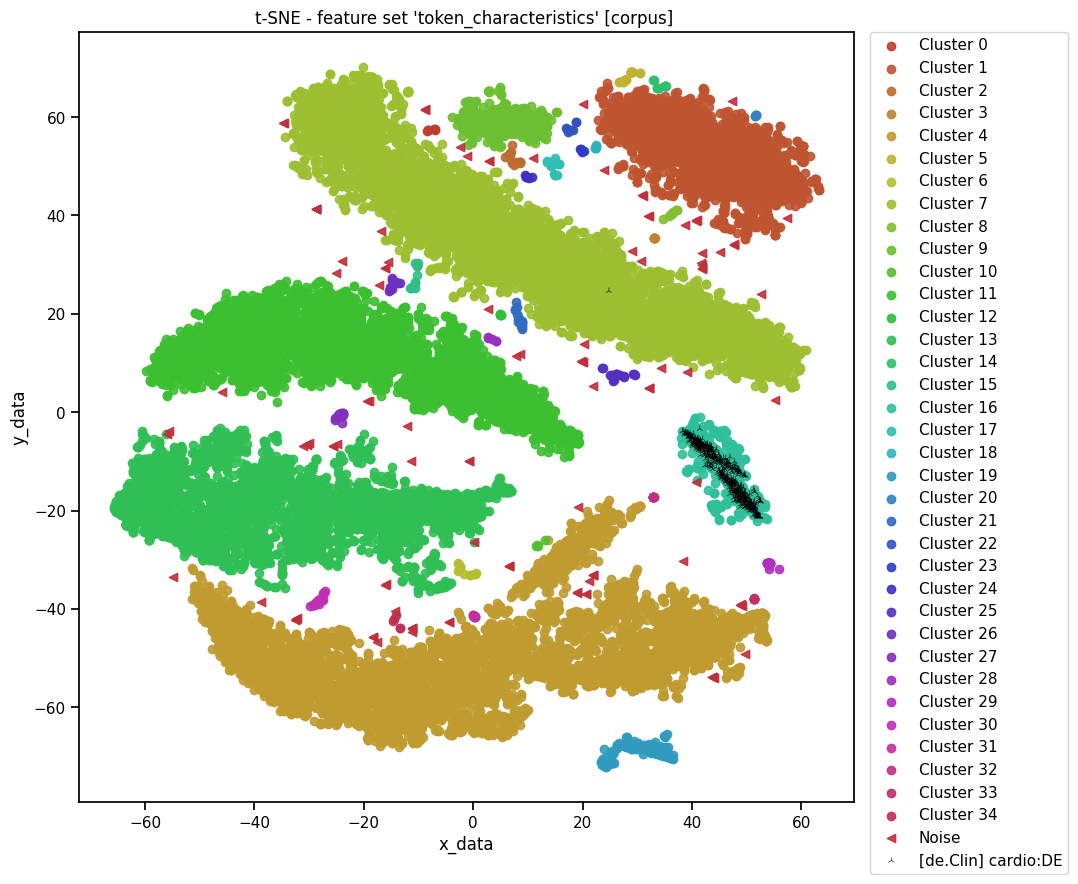 t-SNE - feature set 'token_characteristics' [corpus]
y_data
60
40
20
0
−20
−40
−60
−60
−40
−20
0
20
40
60
x_data
Cluster 0
Cluster 1
Cluster 2
Cluster 3
Cluster 4
Cluster 5
Cluster 6
Cluster 7
Cluster 8
Cluster 9
Cluster 10
Cluster 11
Cluster 12
Cluster 13
Cluster 14
Cluster 15
Cluster 16
Cluster 17
Cluster 18
Cluster 19
Cluster 20
Cluster 21
Cluster 22
Cluster 23
Cluster 24
Cluster 25
Cluster 26
Cluster 27
Cluster 28
Cluster 29
Cluster 30
Cluster 31
Cluster 32
Cluster 33
Cluster 34
Noise
[de.Clin] cardio:DE